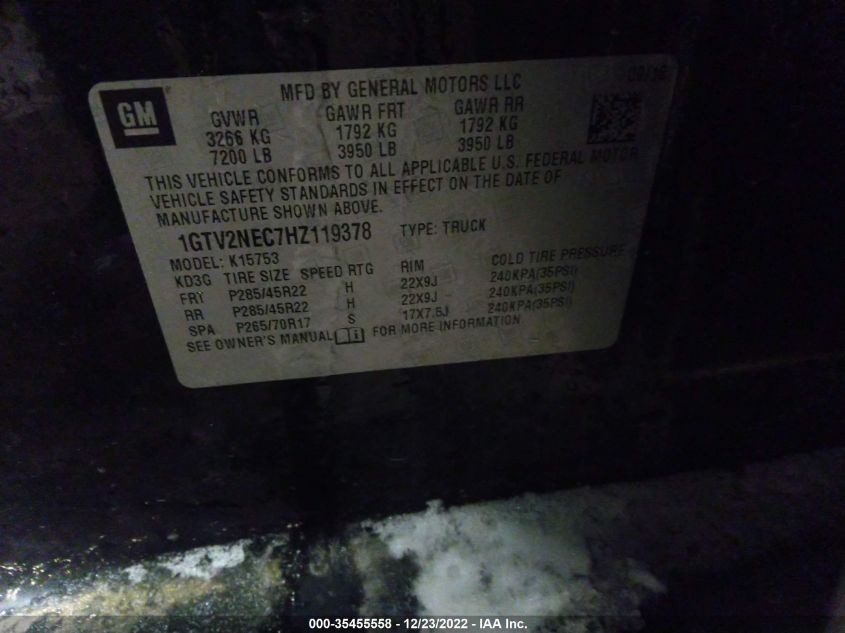 MFD BY GENERAL MOTORS LLC 09/16
GM
GVWR GAWR FRT GAWR RR
3266 KG 1792 KG 1792 KG
7200 LB 3950 LB 3950 LB
THIS VEHICLE CONFORMS TO ALL APPLICABLE U.S. FEDERAL MOTOR
VEHICLE SAFETY STANDARDS IN EFFECT ON THE DATE OF
MANUFACTURE SHOWN ABOVE.
1GTV2NEC7HZ119378 TYPE: TRUCK
MODEL: K15753
KD3G TIRE SIZE SPEED RTG RIM COLD TIRE PRESSURE
FRY P285/45R22 H 22X9J 240KPA(35PSI)
RR P285/45R22 H 22X9J 240KPA(35PSI)
SPA P265/70R17 S 17X7.5J 240KPA(35PSI)
SEE OWNER'S MANUAL FOR MORE INFORMATION
000-35455558 - 12/23/2022 - IAA Inc.